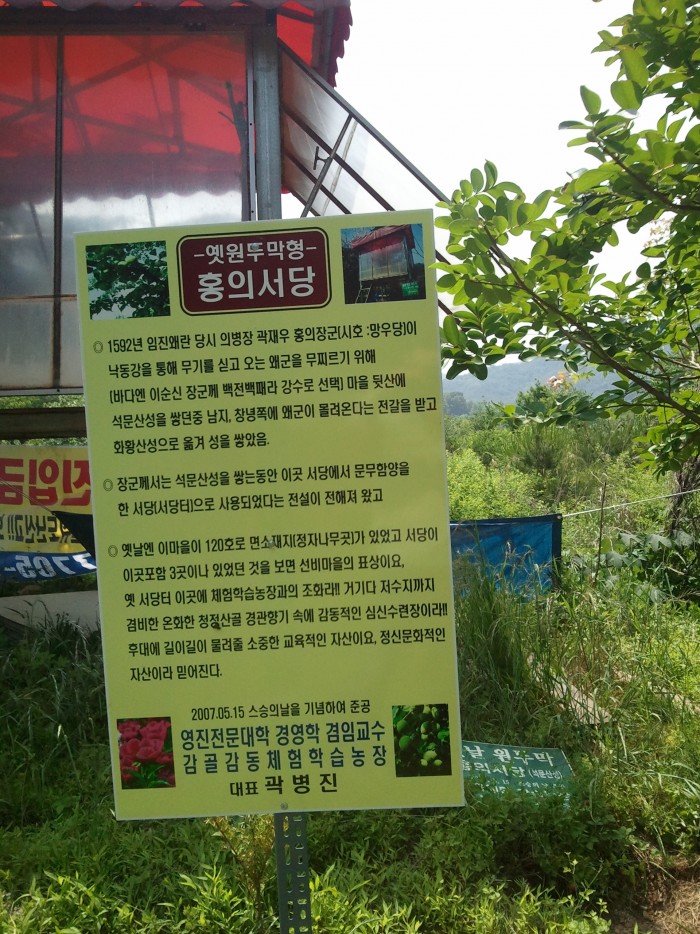 -옛원두막형-
홍의서당
◎ 1592년 임진왜란 당시 의병장 곽재우 홍의장군(시호 :망우당)이
낙동강을 통해 무기를 싣고 오는 왜군을 무찌르기 위해
[바다엔 이순신 장군께 백전백패라 강수로 선택] 마을 뒷산에
석문산성을 쌓던중 남지, 창녕쪽에 왜군이 몰려온다는 전갈을 받고
화황산성으로 옮겨 성을 쌓았음.
◎ 장군께서는 석문산성을 쌓는동안 이곳 서당에서 문무함양을
한 서당(서당터)으로 사용되었다는 전설이 전해져 왔고
◎ 옛날엔 이마을이 120호로 면소재지(정자나무곳)가 있었고 서당이
이곳포함 3곳이나 있었던 것을 보면 선비마을의 표상이요,
옛 서당터 이곳에 체험학습농장과의 조화라!! 거기다 저수지까지
겸비한 온화한 청정산골 경관향기 속에 감동적인 심신수련장이라!!
후대에 길이길이 물려줄 소중한 교육적인 자산이요, 정신문화적인
자산이라 믿어진다.
2007.05.15 스승의날을 기념하여 준공
영진전문대학 경영학 겸임교수
감골감동체험학습농장
대표 곽병진
날 원두막
의서당